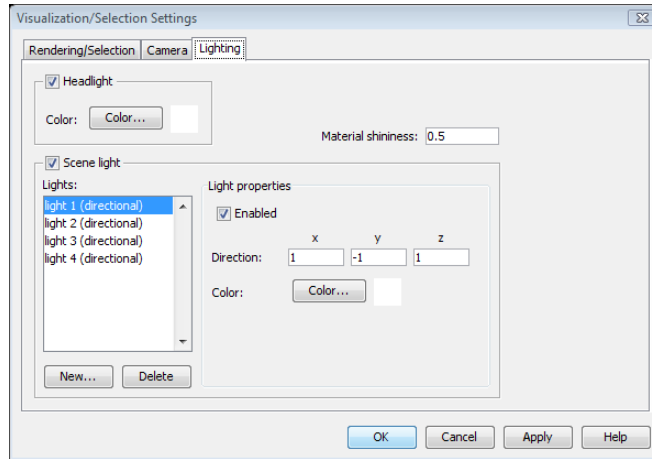 Visualization/Selection Settings
Rendering/Selection Camera Lighting
Headlight
Color: Color...
Material shininess: 0.5
Scene light
Lights: Light properties
light 1 (directional)
light 2 (directional)
light 3 (directional)
light 4 (directional)
Enabled
x y z
Direction: 1 -1 1
Color: Color...
New... Delete
OK Cancel Apply Help